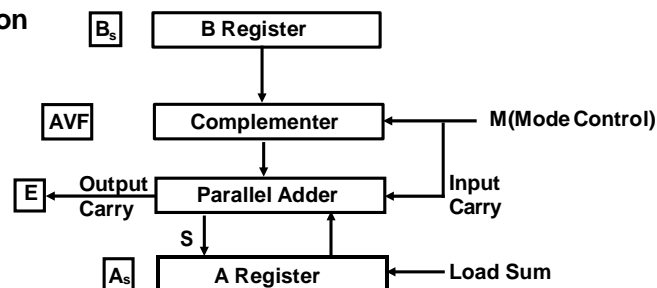 on
Bs
B Register
AVF
Complementer
M(Mode Control)
E
Output
Carry
Parallel Adder
Input
Carry
S
As
A Register
Load Sum